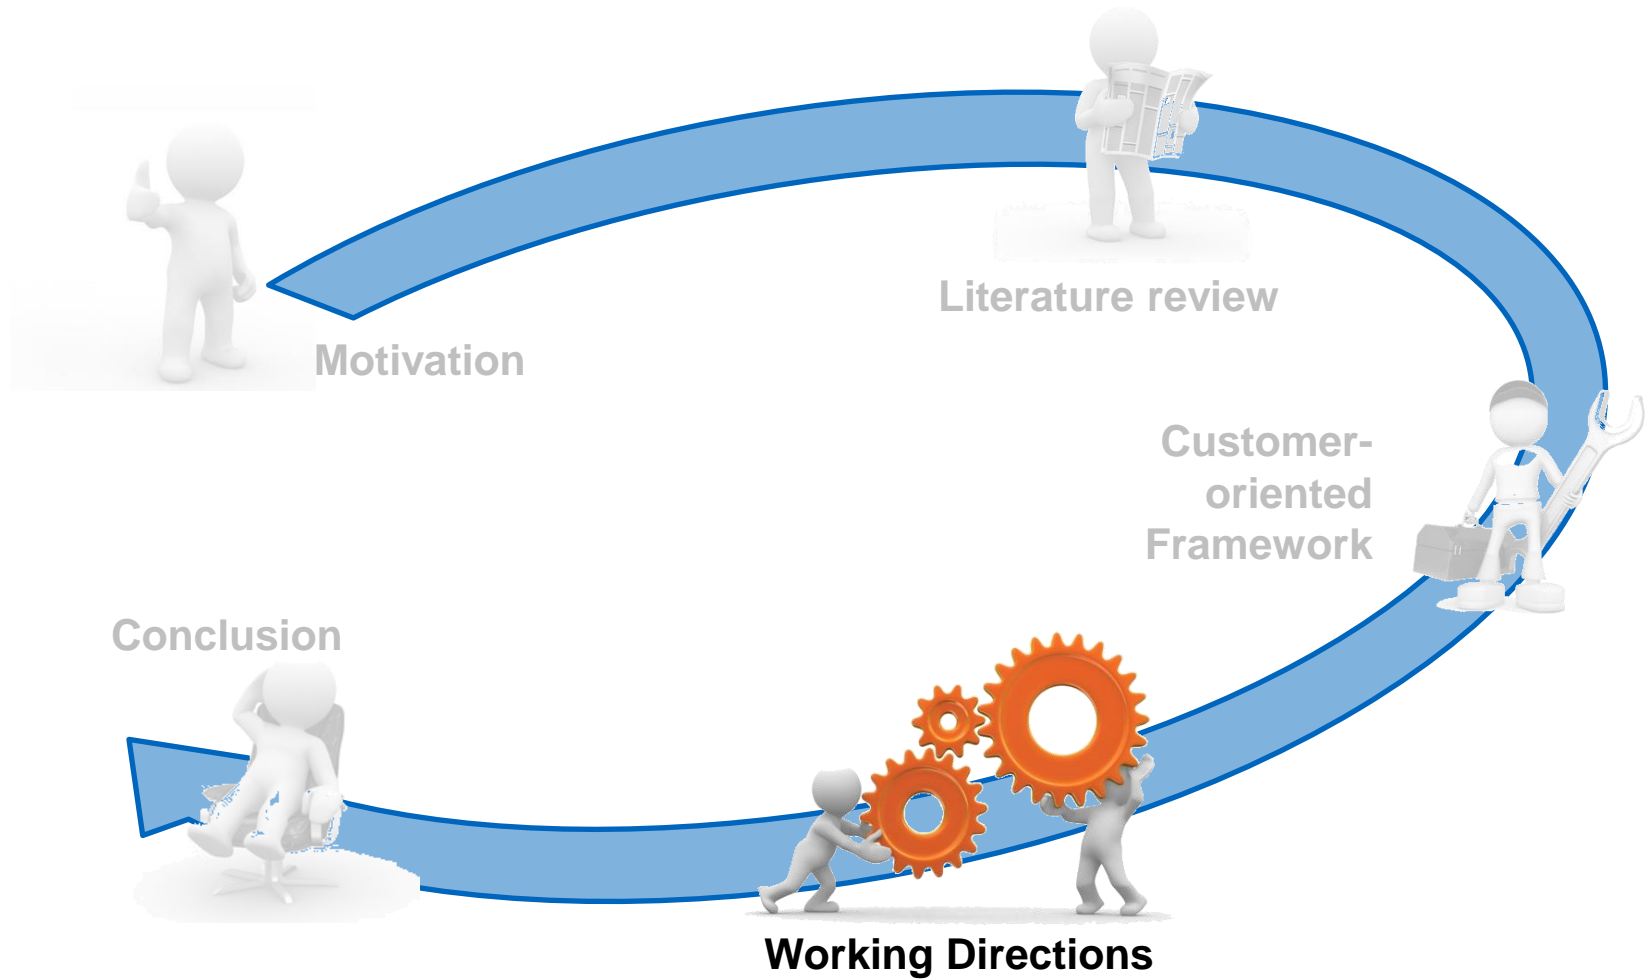 Motivation
Literature review
Customer-
oriented
Framework
Working Directions
Conclusion